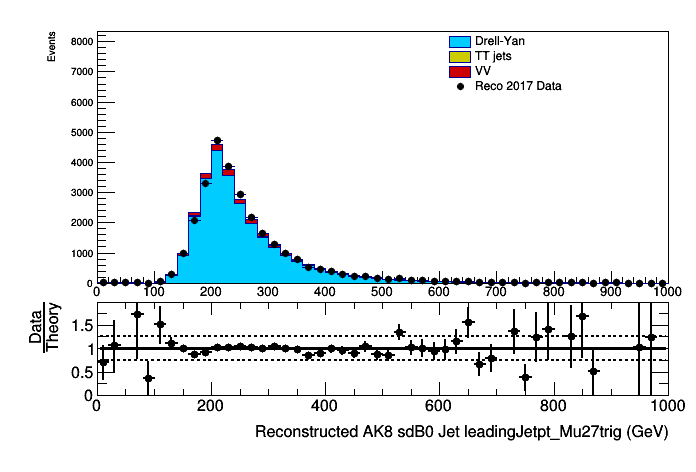 Events
8000
7000
6000
5000
4000
3000
2000
1000
0
Drell-Yan
TT jets
VV
Reco 2017 Data
0 100 200 300 400 500 600 700 800 900 1000
Data
Theory
1.5
1
0.5
0
0 200 400 600 800 1000
Reconstructed AK8 sdB0 Jet leadingJetpt_Mu27trig (GeV)